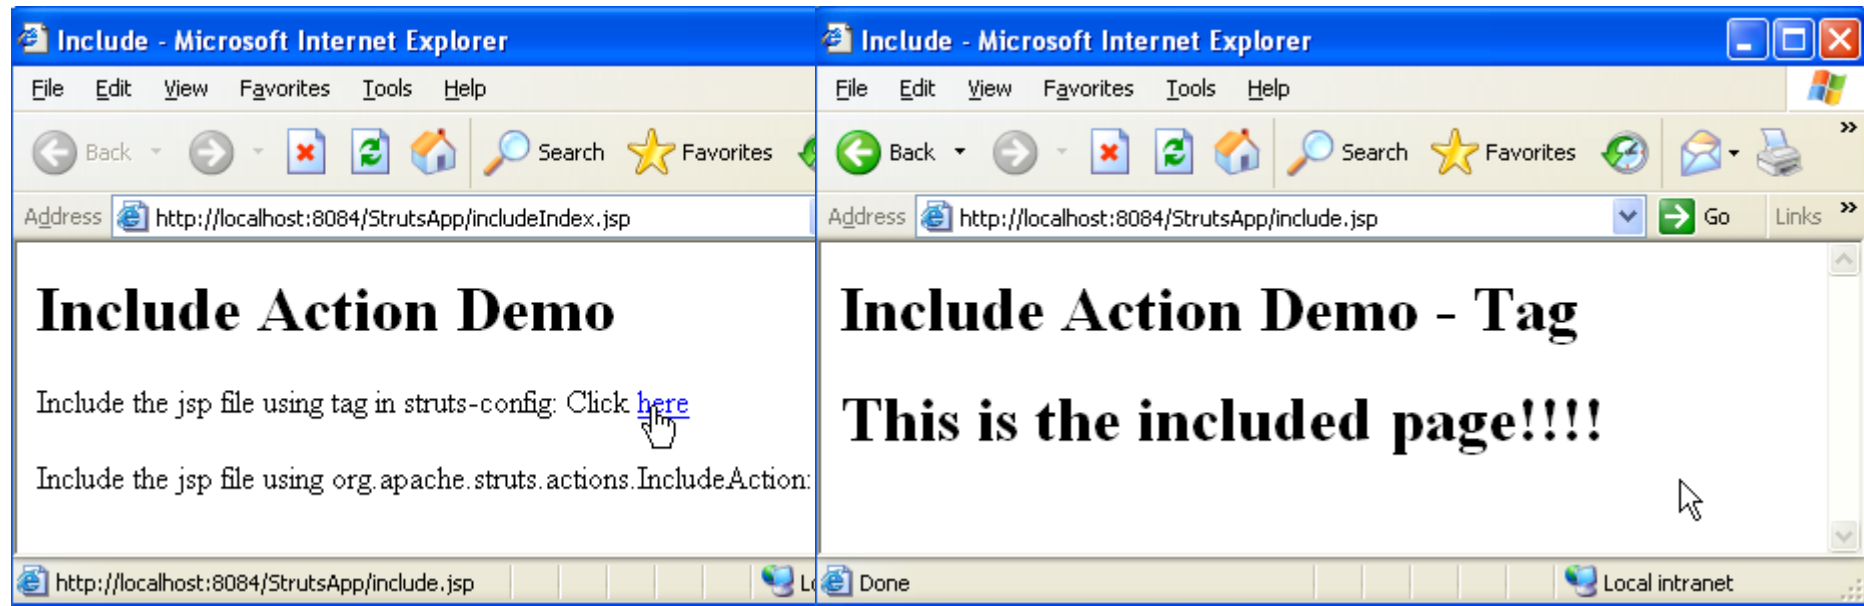 Include - Microsoft Internet Explorer
File Edit View Favorites Tools Help
Back Search Favorites
Address http://localhost:8084/StrutsApp/includeIndex.jsp
Include Action Demo
Include the jsp file using tag in struts-config: Click here
Include the jsp file using org.apache.struts.actions.IncludeAction:
http://localhost:8084/StrutsApp/include.jsp
Include - Microsoft Internet Explorer
File Edit View Favorites Tools Help
Back Search Favorites »
Address http://localhost:8084/StrutsApp/include.jsp Go Links »
Include Action Demo - Tag
This is the included page!!!!
Done Local intranet